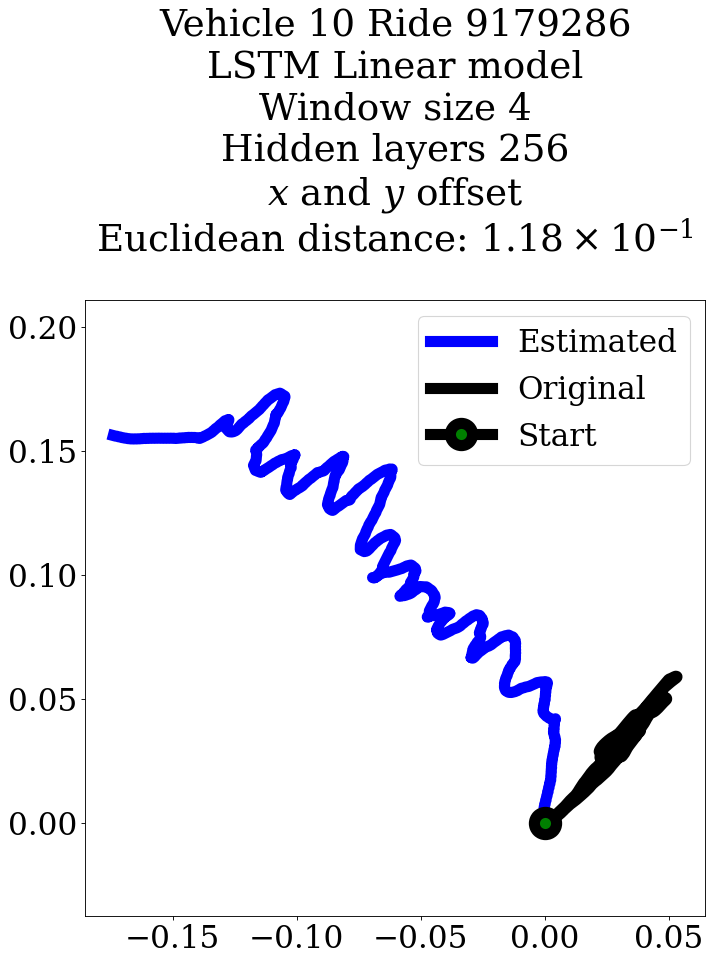 Vehicle 10 Ride 9179286
LSTM Linear model
Window size 4
Hidden layers 256
x and y offset
Euclidean distance: 1.18 × 10⁻¹
Estimated
Original
Start
0.20
0.15
0.10
0.05
0.00
−0.15 −0.10 −0.05 0.00 0.05